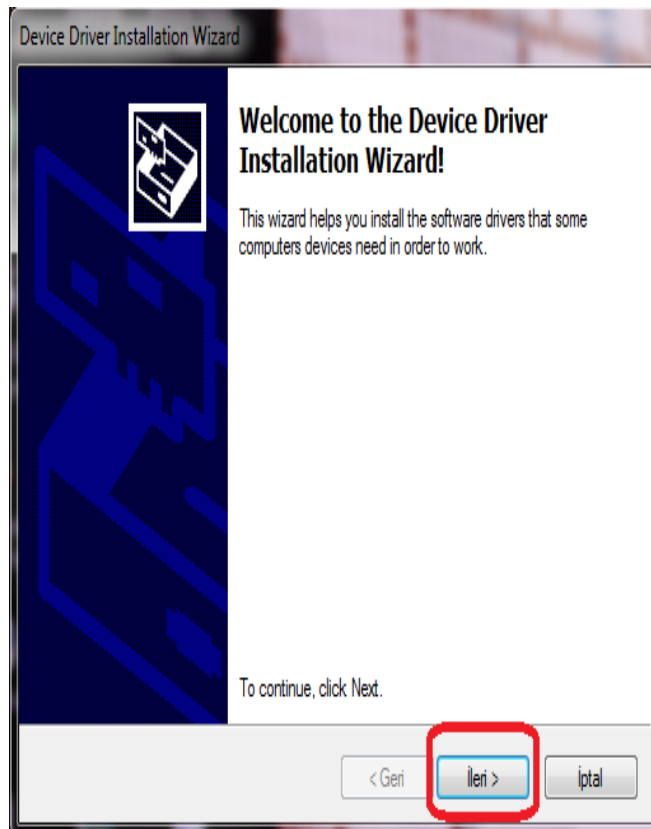 Device Driver Installation Wizard
Welcome to the Device Driver
Installation Wizard!
This wizard helps you install the software drivers that some
computers devices need in order to work.
To continue, click Next.
< Geri
İleri >
İptal